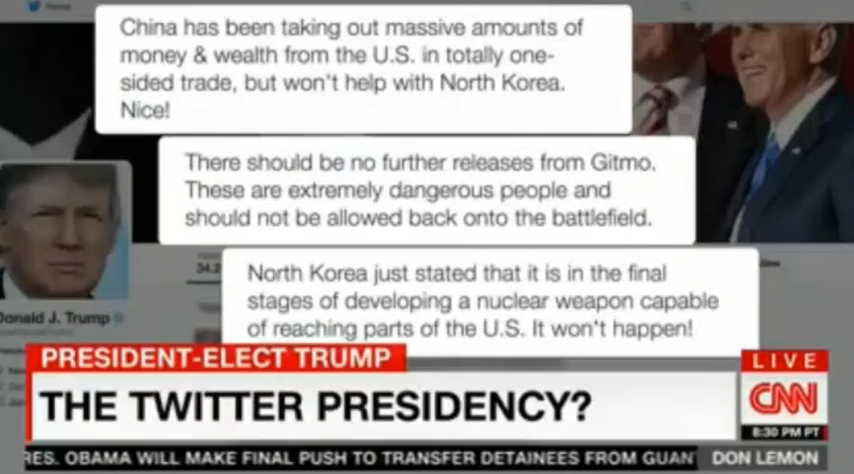 China has been taking out massive amounts of
money & wealth from the U.S. in totally one-
sided trade, but won't help with North Korea.
Nice!
There should be no further releases from Gitmo.
These are extremely dangerous people and
should not be allowed back onto the battlefield.
34.2
North Korea just stated that it is in the final
stages of developing a nuclear weapon capable
of reaching parts of the U.S. It won't happen!
Donald J. Trump
PRESIDENT-ELECT TRUMP
LIVE
THE TWITTER PRESIDENCY?
CNN
8:30 PM PT
RES. OBAMA WILL MAKE FINAL PUSH TO TRANSFER DETAINEES FROM GUAN
DON LEMON